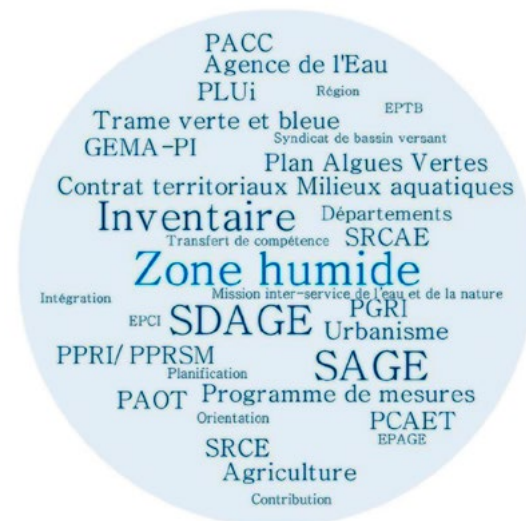 PACC
Agence de l'Eau
PLUi
Région
EPTB
Trame verte et bleue
Syndicat de bassin versant
GEMA-PI
Plan Algues Vertes
Contrat territoriaux Milieux aquatiques
Inventaire
Départements
Transfert de compétence
SRCAE
Zone humide
Intégration
Mission inter-service de l'eau et de la nature
EPCI
SDAGE
PGRI
Urbanisme
PPRI/ PPRSM
Planification
SAGE
PAOT
Programme de mesures
Orientation
PCAET
EPAGE
SRCE
Agriculture
Contribution